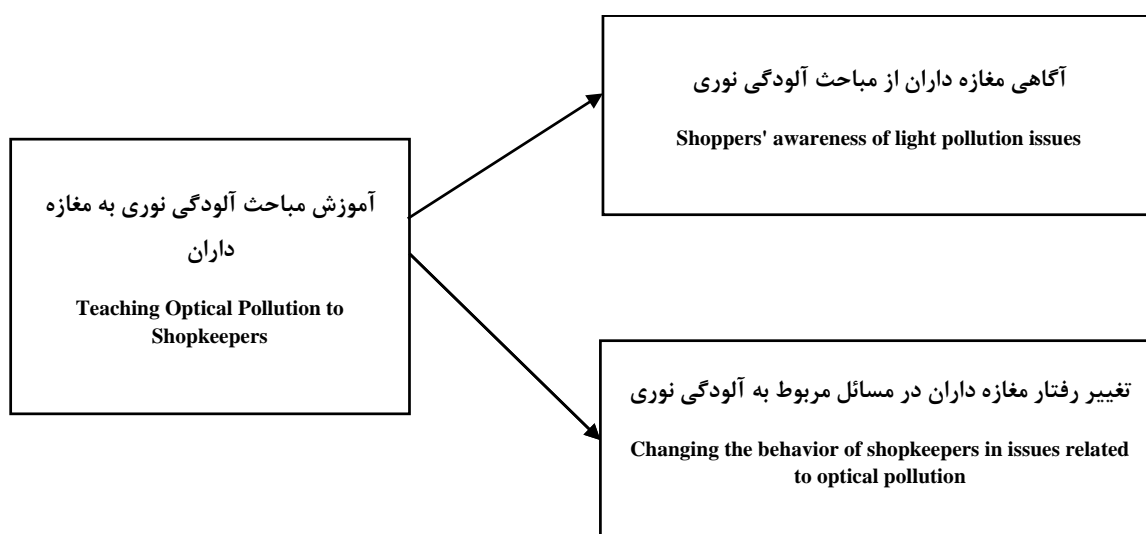 آموزش مباحث آلودگی نوری به مغازه
داران
Teaching Optical Pollution to
Shopkeepers
آگاهی مغازه داران از مباحث آلودگی نوری
Shoppers' awareness of light pollution issues
تغییر رفتار مغازه داران در مسائل مربوط به آلودگی نوری
Changing the behavior of shopkeepers in issues related
to optical pollution